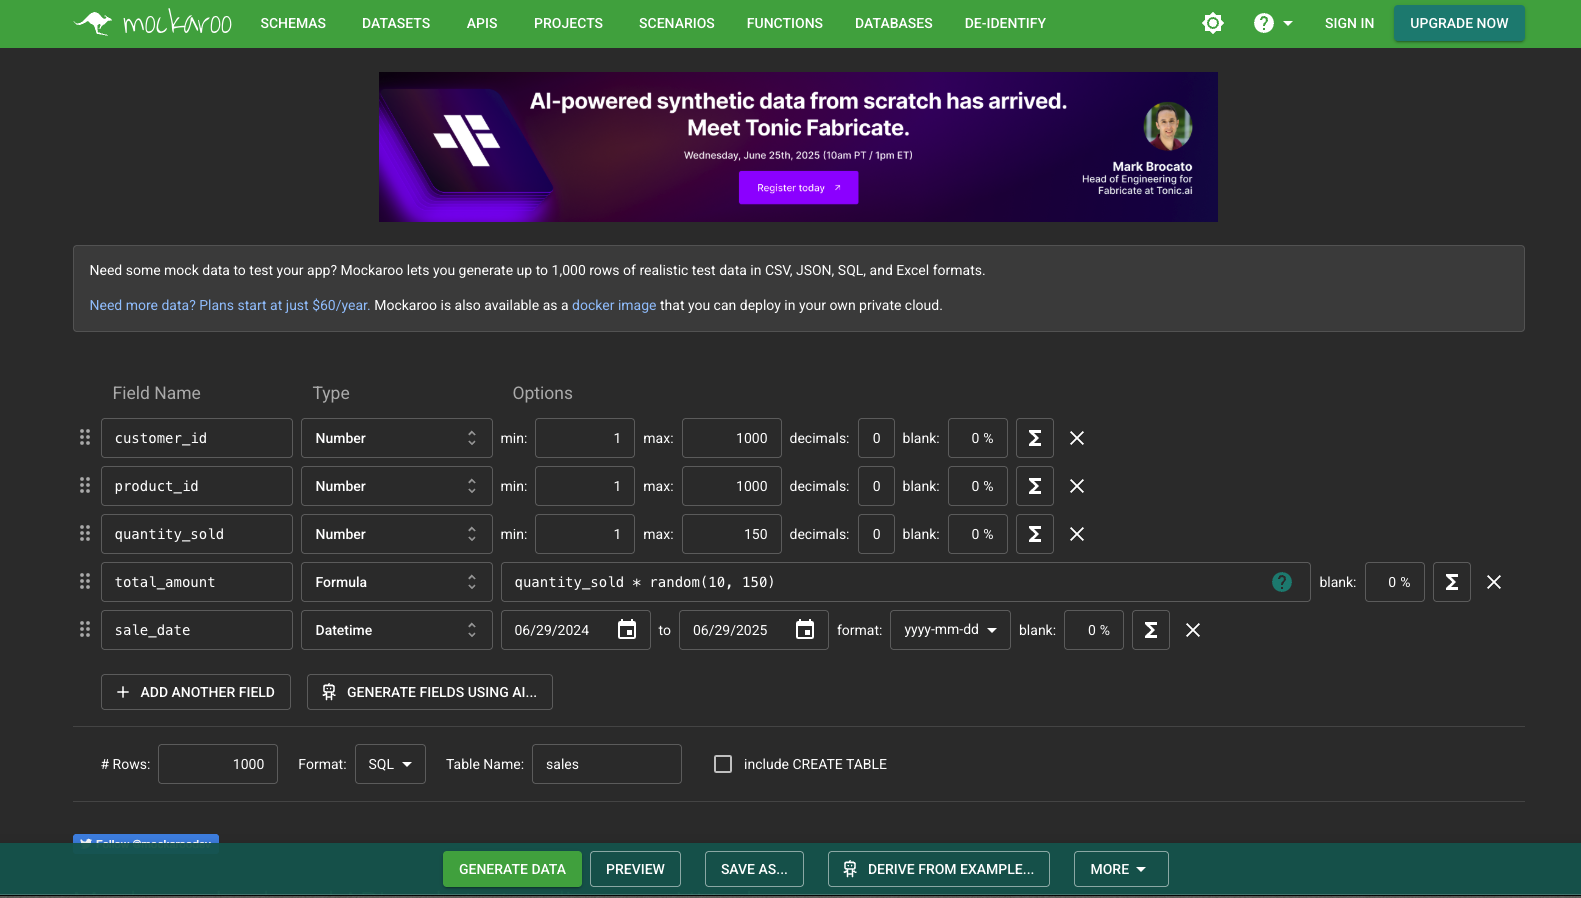 mockaroo SCHEMAS DATASETS APIS PROJECTS SCENARIOS FUNCTIONS DATABASES DE-IDENTIFY SIGN IN UPGRADE NOW
AI-powered synthetic data from scratch has arrived.
Meet Tonic Fabricate.
Wednesday, June 25th, 2025 (10am PT / 1pm ET)
Register today
Mark Brocato
Head of Engineering for
Fabricate at Tonic.ai
Need some mock data to test your app? Mockaroo lets you generate up to 1,000 rows of realistic test data in CSV, JSON, SQL, and Excel formats.
Need more data? Plans start at just $60/year. Mockaroo is also available as a docker image that you can deploy in your own private cloud.
Field Name Type Options
customer_id Number min: 1 max: 1000 decimals: 0 blank: 0 % Σ
product_id Number min: 1 max: 1000 decimals: 0 blank: 0 % Σ
quantity_sold Number min: 1 max: 150 decimals: 0 blank: 0 % Σ
total_amount Formula quantity_sold * random(10, 150) ? blank: 0 % Σ
sale_date Datetime 06/29/2024 to 06/29/2025 format: yyyy-mm-dd blank: 0 % Σ
+ ADD ANOTHER FIELD GENERATE FIELDS USING AI...
# Rows: 1000 Format: SQL Table Name: sales include CREATE TABLE
Follow @mockaroodev
GENERATE DATA PREVIEW SAVE AS... DERIVE FROM EXAMPLE... MORE